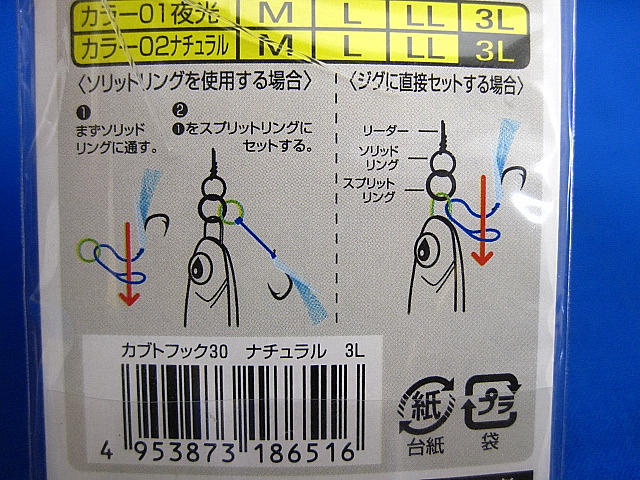 カラー01夜光 M L LL 3L
カラー02ナチュラル M L LL 3L
〈ソリットリングを使用する場合〉
〈ジグに直接セットする場合〉
❶
まずソリッド
リングに通す。
❷
❶をスプリットリングに
セットする。
リーダー
ソリッド
リング
スプリット
リング
カブトフック30 ナチュラル 3L
4 953873 186516
紙
台紙
プラ
袋